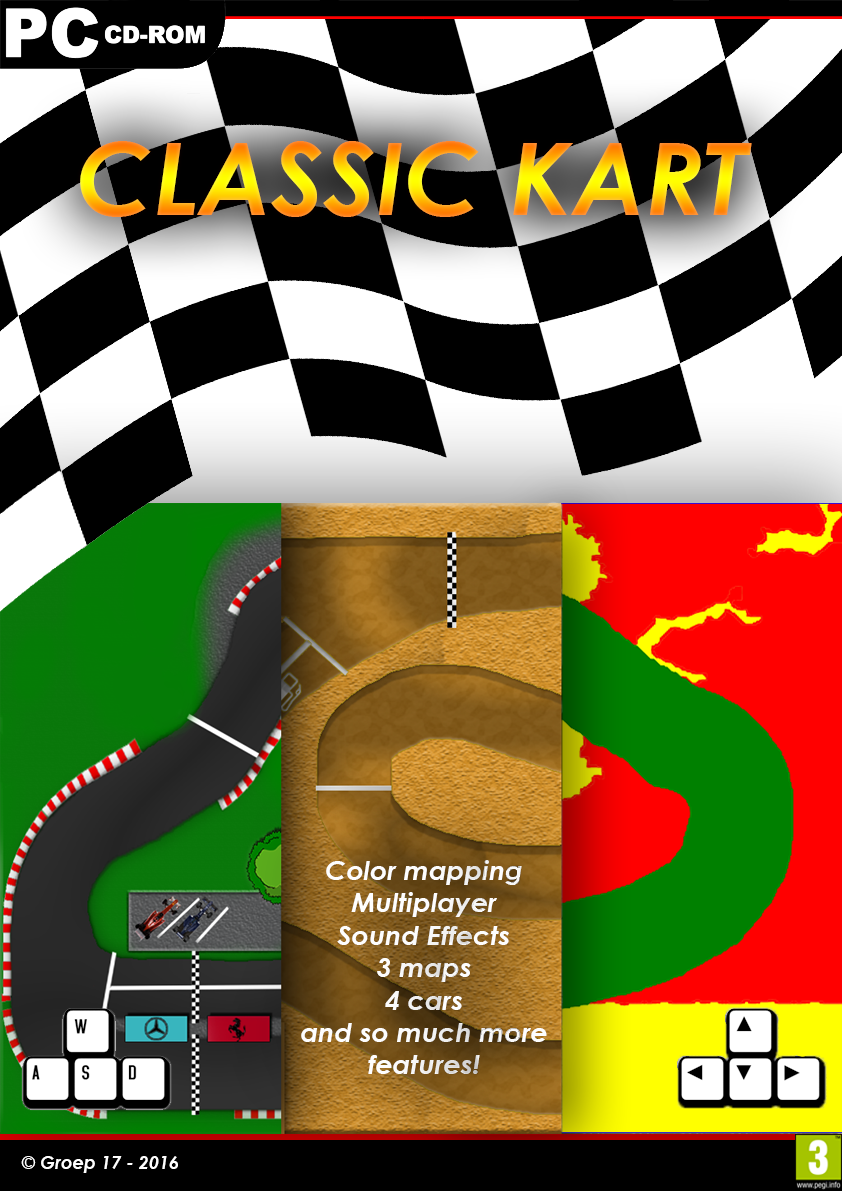 PC CD-ROM
CLASSIC KART
Color mapping
Multiplayer
Sound Effects
3 maps
4 cars
and so much more
features!
W
A S D
© Groep 17 - 2016
3
www.pegi.info